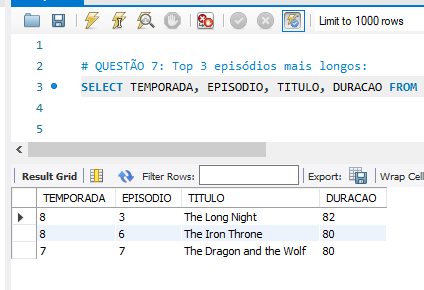 Limit to 1000 rows
1
2 # QUESTÃO 7: Top 3 episódios mais longos:
3 SELECT TEMPORADA, EPISODIO, TITULO, DURACAO FROM
4
5
Result Grid Filter Rows: Export: Wrap Cell
TEMPORADA EPISODIO TITULO DURACAO
8 3 The Long Night 82
8 6 The Iron Throne 80
7 7 The Dragon and the Wolf 80